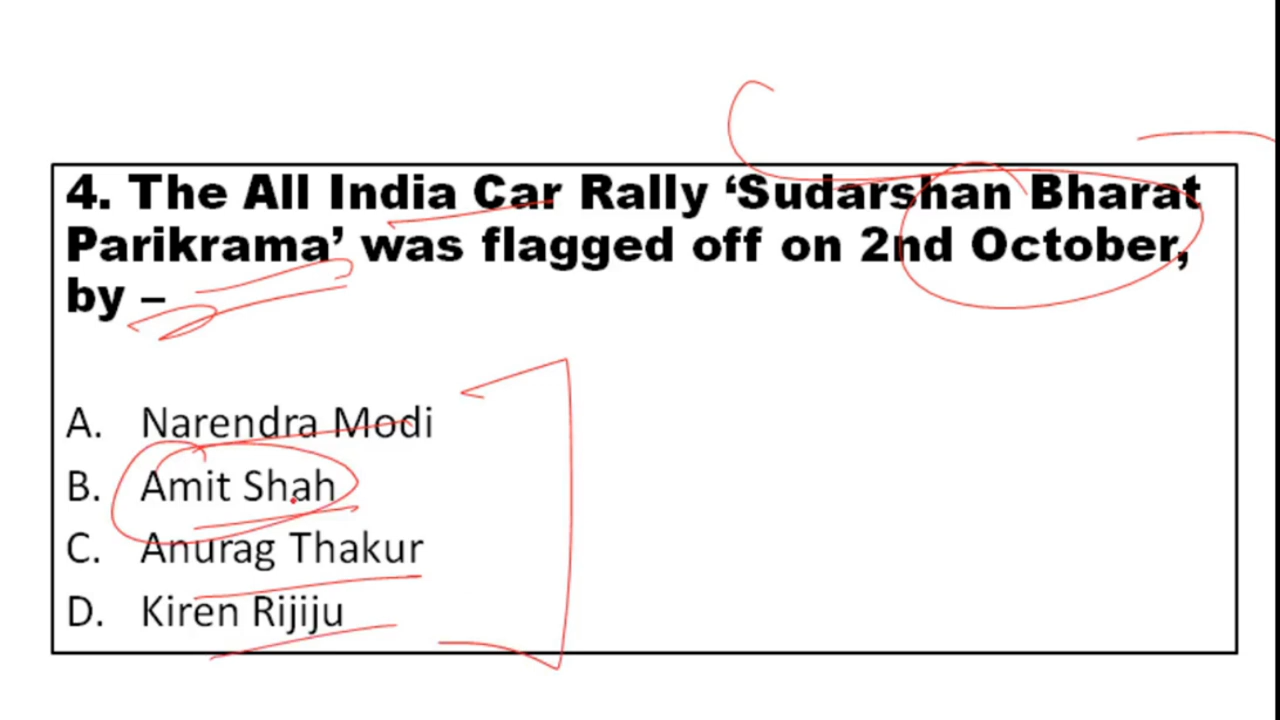 4. The All India Car Rally ‘Sudarshan Bharat
Parikrama’ was flagged off on 2nd October,
by –
A. Narendra Modi
B. Amit Shah
C. Anurag Thakur
D. Kiren Rijiju